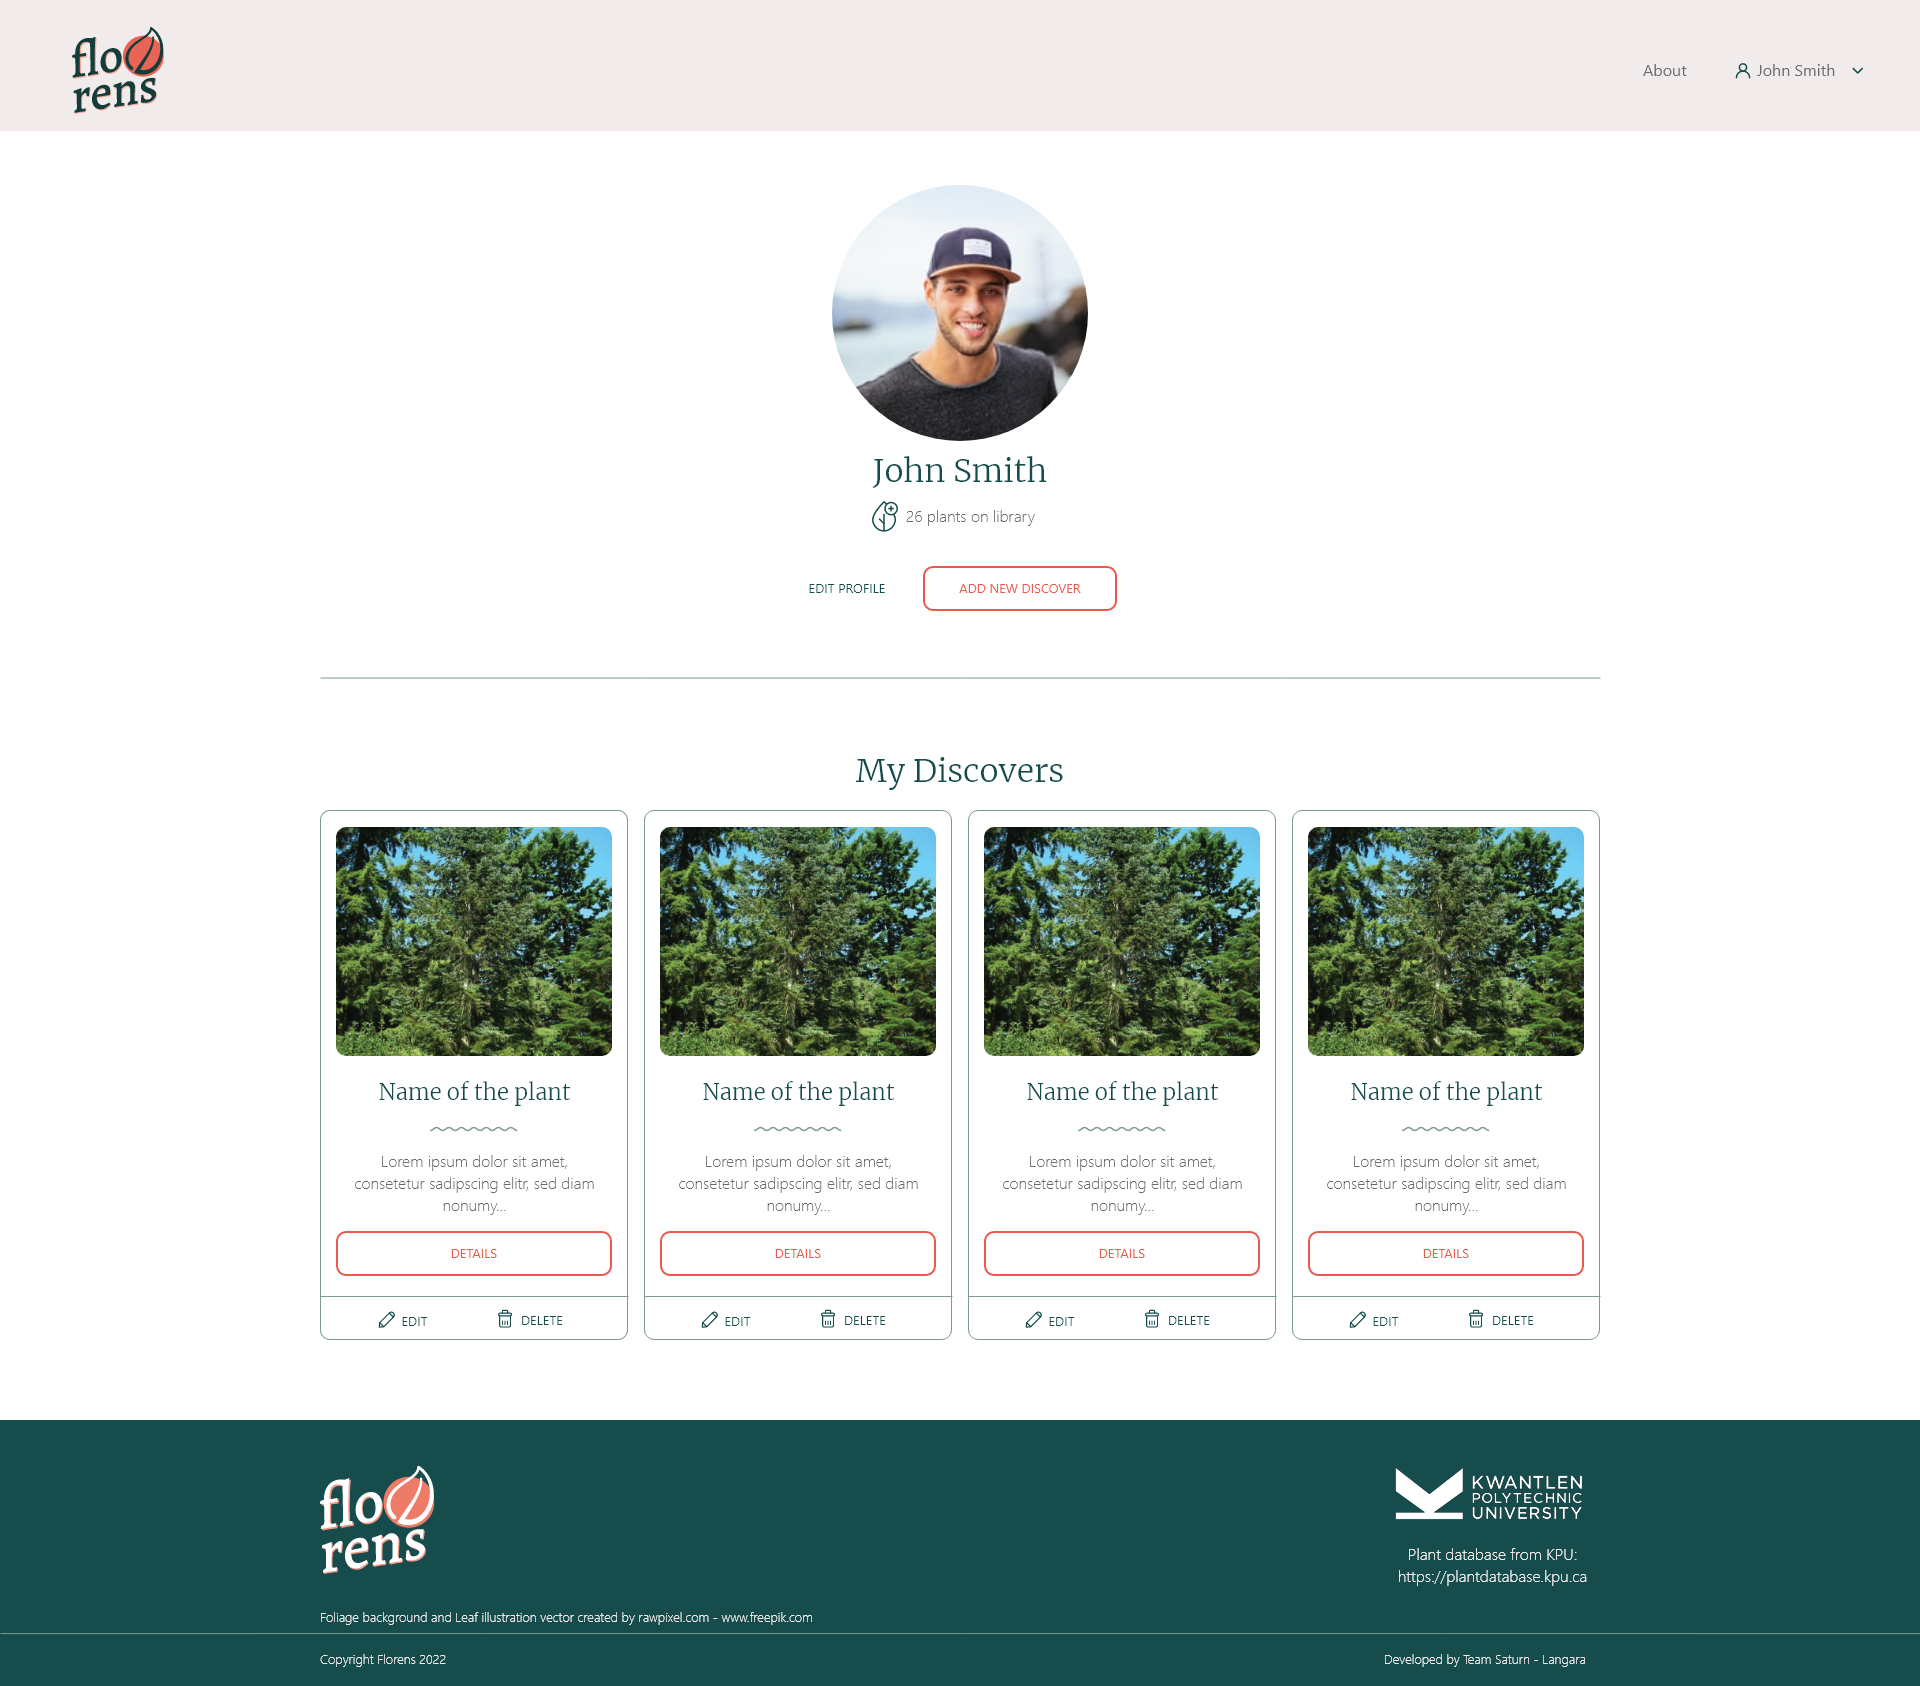 flo
rens
About
John Smith
John Smith
26 plants on library
EDIT PROFILE
ADD NEW DISCOVER
My Discovers
Name of the plant
Lorem ipsum dolor sit amet,
consetetur sadipscing elitr, sed diam
nonumy...
DETAILS
EDIT
DELETE
Name of the plant
Lorem ipsum dolor sit amet,
consetetur sadipscing elitr, sed diam
nonumy...
DETAILS
EDIT
DELETE
Name of the plant
Lorem ipsum dolor sit amet,
consetetur sadipscing elitr, sed diam
nonumy...
DETAILS
EDIT
DELETE
Name of the plant
Lorem ipsum dolor sit amet,
consetetur sadipscing elitr, sed diam
nonumy...
DETAILS
EDIT
DELETE
flo
rens
KWANTLEN
POLYTECHNIC
UNIVERSITY
Plant database from KPU:
https://plantdatabase.kpu.ca
Foliage background and Leaf illustration vector created by rawpixel.com - www.freepik.com
Copyright Florens 2022
Developed by Team Saturn - Langara